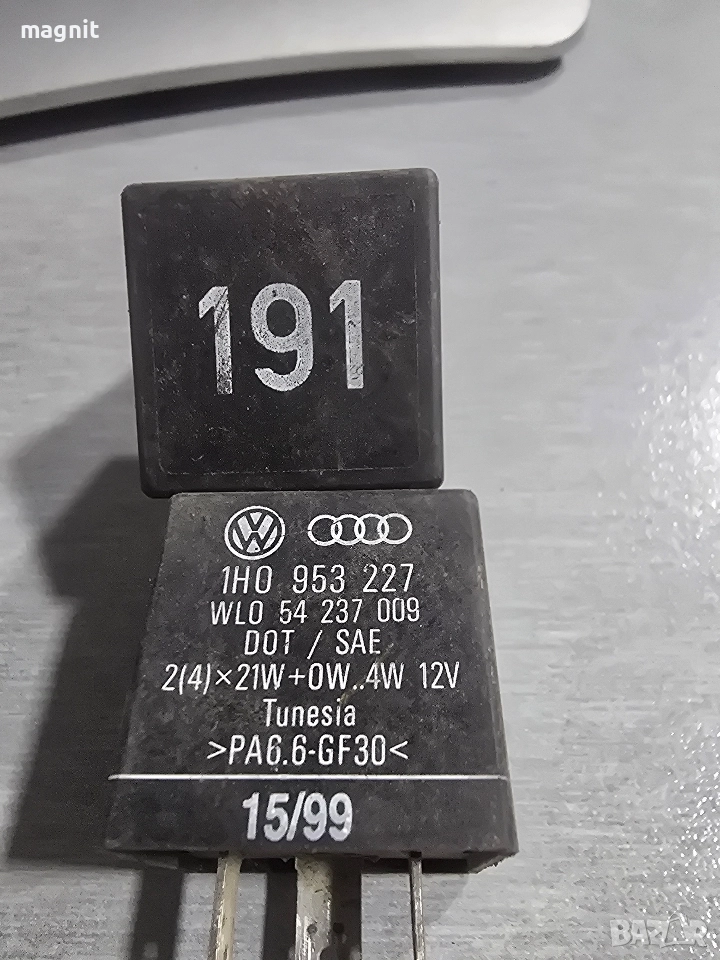 magnit
191
1H0 953 227
WL0 54 237 009
DOT / SAE
2(4)×21W+0W..4W 12V
Tunesia
>PA6.6-GF30<
15/99
BAZAR